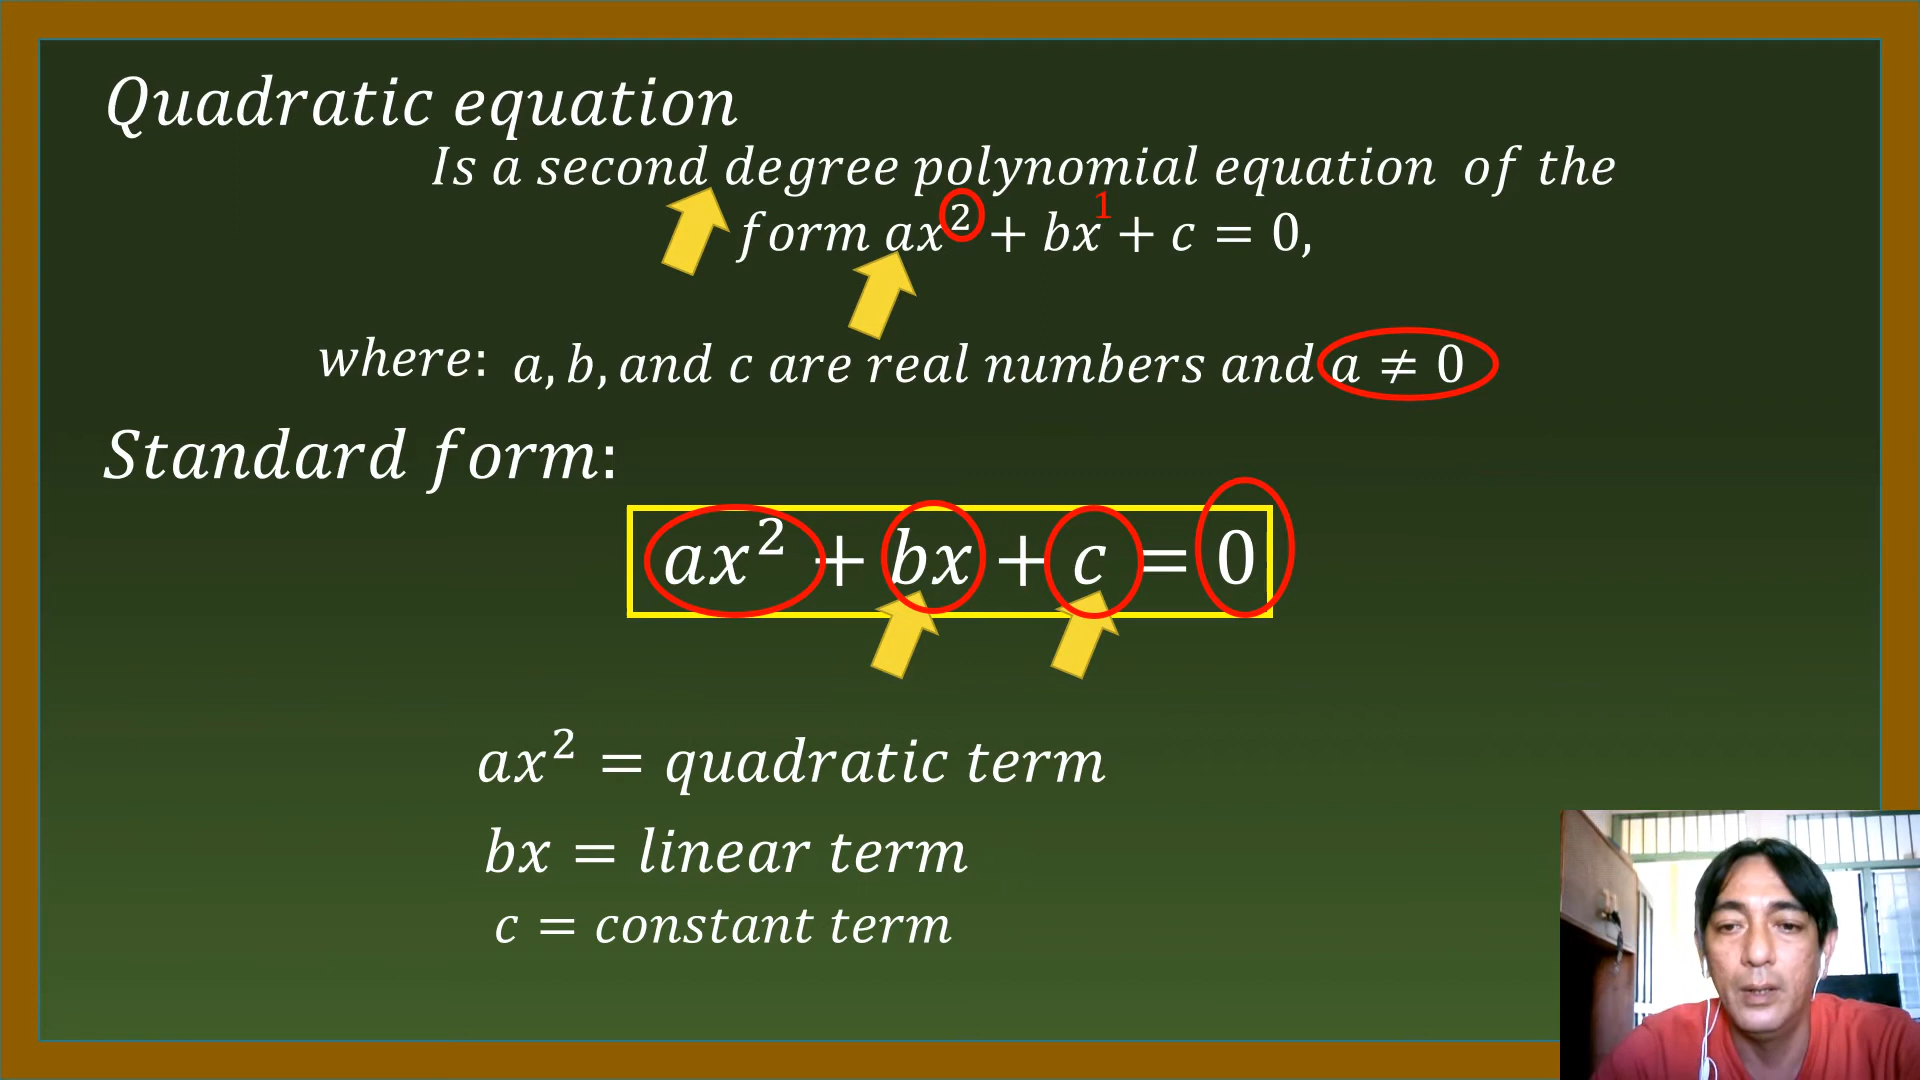 Quadratic equation
Is a second degree polynomial equation of the
form ax² + bx¹ + c = 0,
where: a, b, and c are real numbers and a ≠ 0
Standard form:
ax² + bx + c = 0
ax² = quadratic term
bx = linear term
c = constant term